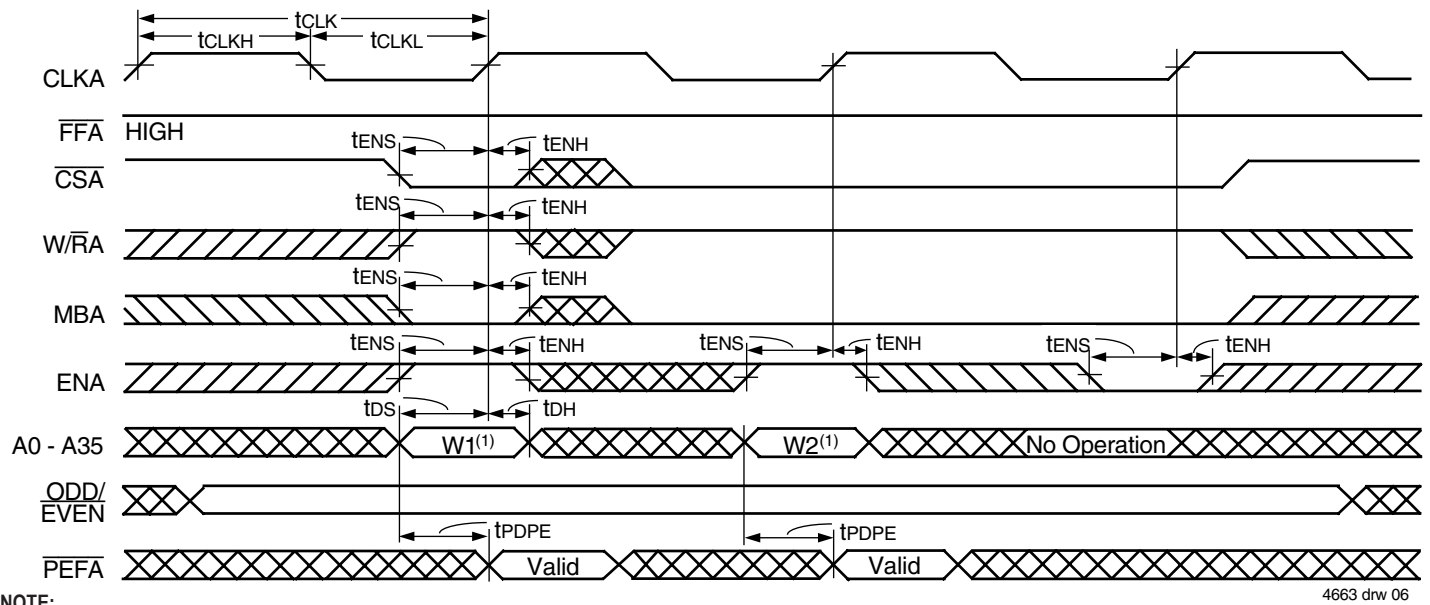 tCLK
tCLKH tCLKL
CLKA
FFA HIGH
tENS tENH
CSA
tENS tENH
W/RA
tENS tENH
MBA
tENS tENH tENS tENH tENS tENH
ENA
tDS tDH
A0 - A35 W1(1) W2(1) No Operation
ODD/
EVEN
tPDPE tPDPE
PEFA Valid Valid
4663 drw 06
NOTE: